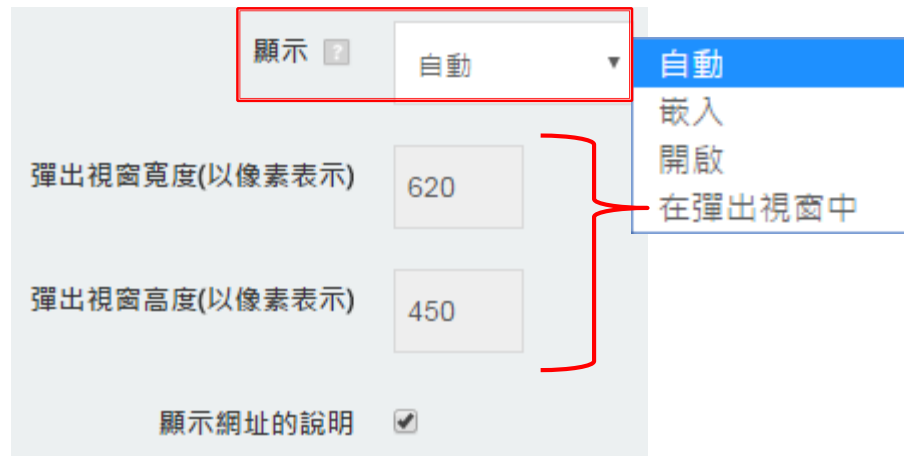 顯示 ?
自動
自動
嵌入
開啟
在彈出視窗中
彈出視窗寬度(以像素表示)
620
彈出視窗高度(以像素表示)
450
顯示網址的說明